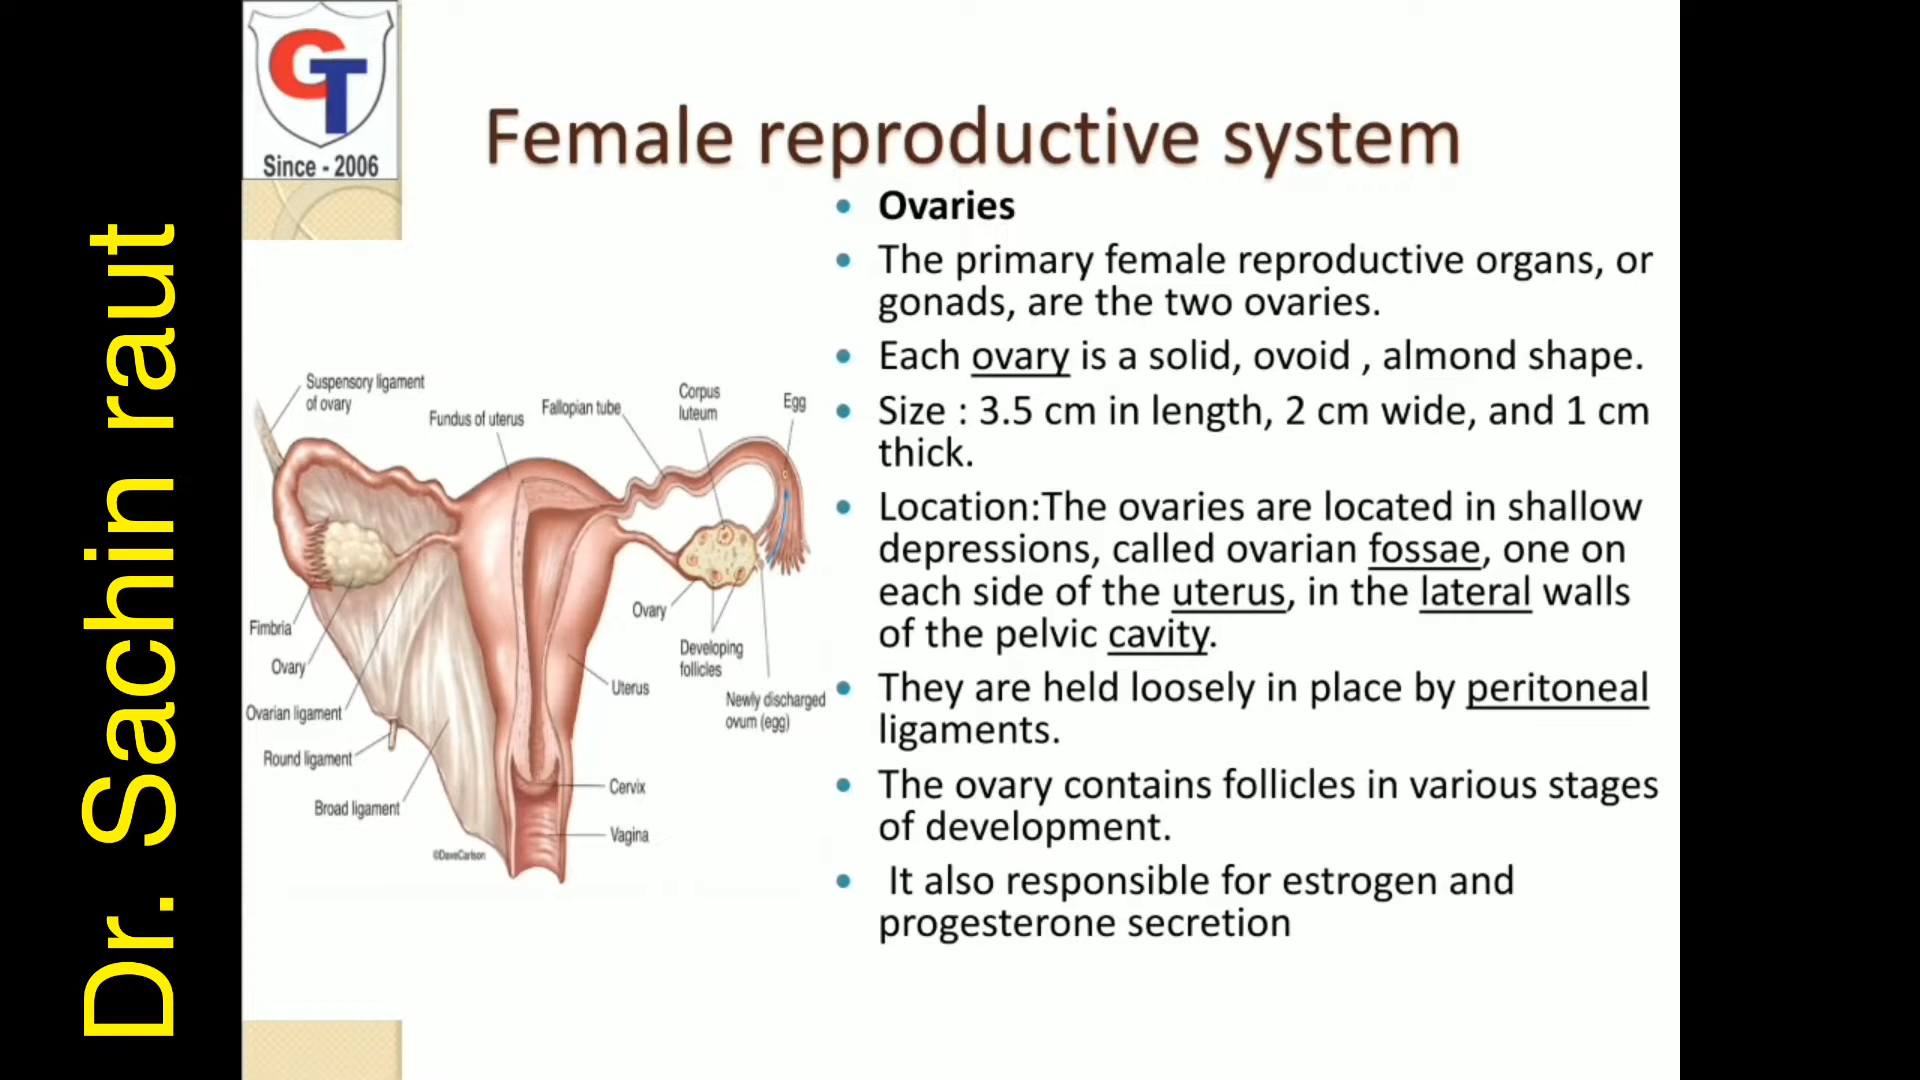 GT
Since - 2006
Dr. Sachin raut
Female reproductive system
Suspensory ligament
of ovary
Fundus of uterus
Fallopian tube
Corpus
luteum
Egg
Fimbria
Ovary
Ovarian ligament
Round ligament
Broad ligament
Ovary
Developing
follicles
Uterus
Newly discharged
ovum (egg)
Cervix
Vagina
©DaveCarlson
• Ovaries
• The primary female reproductive organs, or
gonads, are the two ovaries.
• Each ovary is a solid, ovoid , almond shape.
• Size : 3.5 cm in length, 2 cm wide, and 1 cm
thick.
• Location:The ovaries are located in shallow
depressions, called ovarian fossae, one on
each side of the uterus, in the lateral walls
of the pelvic cavity.
• They are held loosely in place by peritoneal
ligaments.
• The ovary contains follicles in various stages
of development.
• It also responsible for estrogen and
progesterone secretion